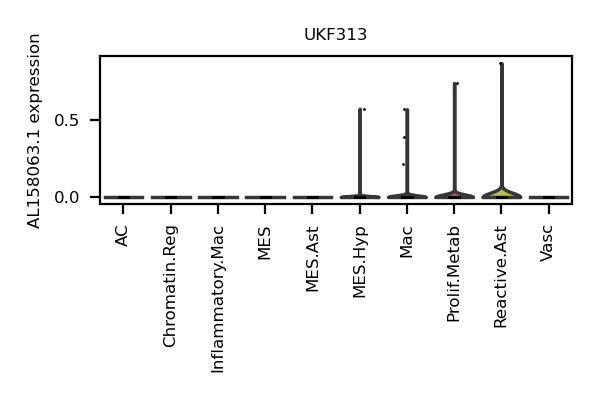 UKF313
AL158063.1 expression
0.5
0.0
AC
Chromatin.Reg
Inflammatory.Mac
MES
MES.Ast
MES.Hyp
Mac
Prolif.Metab
Reactive.Ast
Vasc